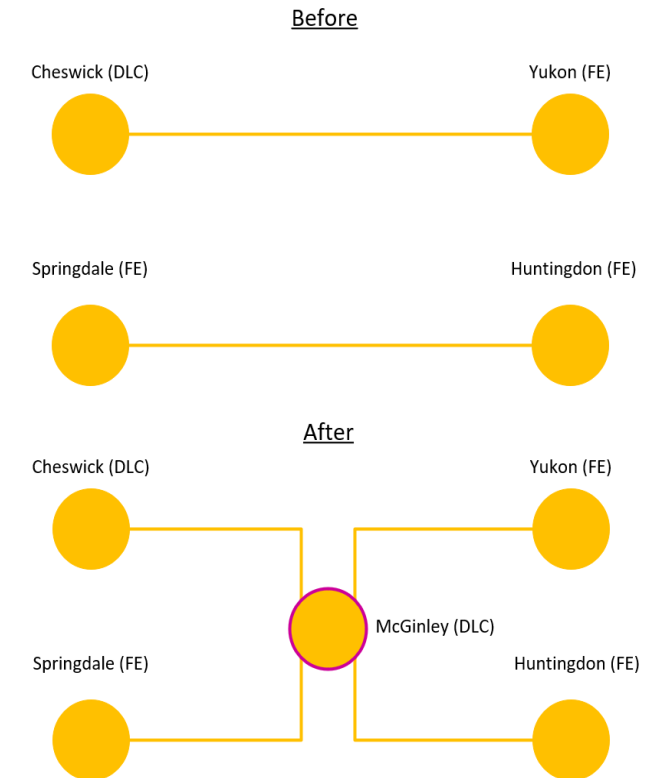 Before
Cheswick (DLC)
Yukon (FE)
Springdale (FE)
Huntingdon (FE)
After
Cheswick (DLC)
Yukon (FE)
McGinley (DLC)
Springdale (FE)
Huntingdon (FE)